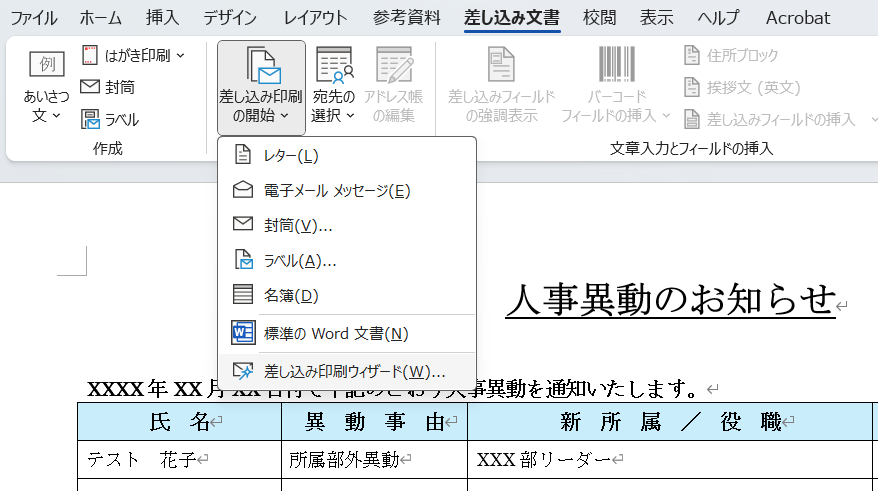 ファイル ホーム 挿入 デザイン レイアウト 参考資料 差し込み文書 校閲 表示 ヘルプ Acrobat
例
あいさつ
文
はがき印刷
封筒
ラベル
作成
差し込み印刷
の開始
宛先の
選択
アドレス帳
の編集
差し込みフィールド
の強調表示
バーコード
フィールドの挿入
住所ブロック
挨拶文 (英文)
差し込みフィールドの挿入
文章入力とフィールドの挿入
レター(L)
電子メール メッセージ(E)
封筒(V)...
ラベル(A)...
名簿(D)
標準の Word 文書(N)
差し込み印刷ウィザード(W)...
人事異動のお知らせ
XXXX 年 XX 月 XX 日付で下記のとおり人事異動を通知いたします。
氏 名 異 動 事 由 新 所 属 ／ 役 職
テスト 花子 所属部外異動 XXX 部リーダー